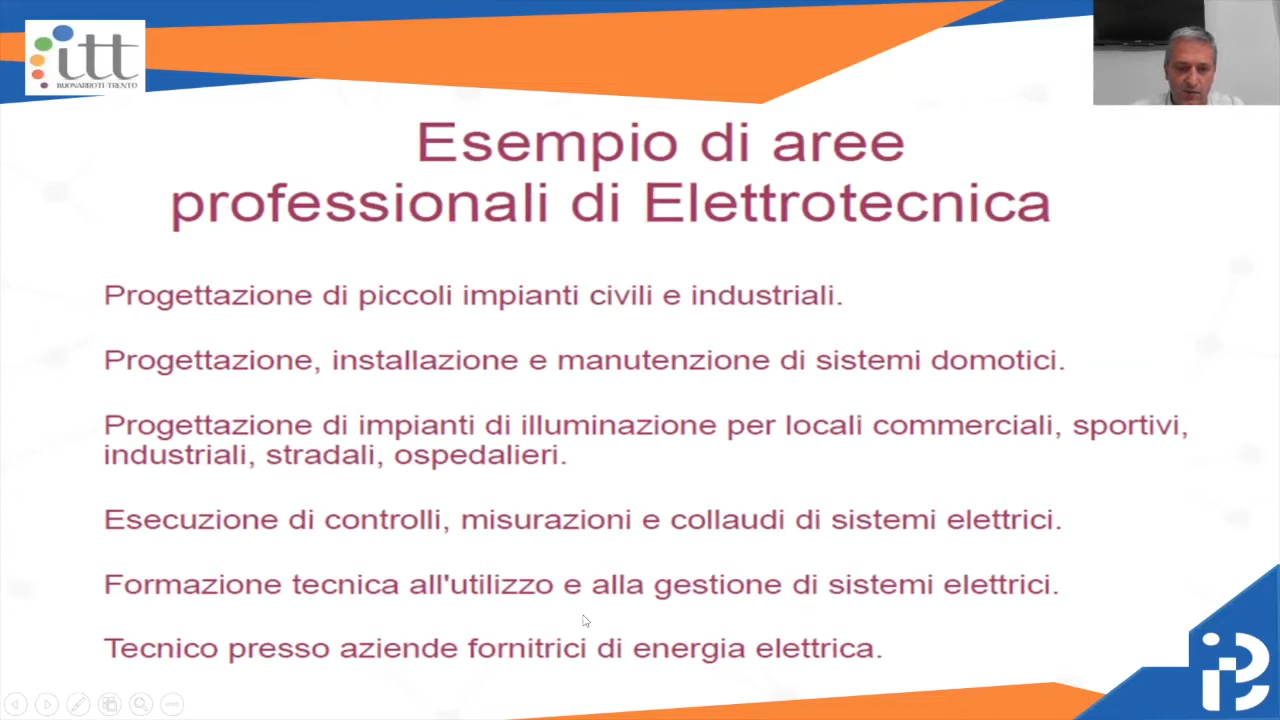 itt
BUONARROTI TRENTO
Esempio di aree
professionali di Elettrotecnica
Progettazione di piccoli impianti civili e industriali.
Progettazione, installazione e manutenzione di sistemi domotici.
Progettazione di impianti di illuminazione per locali commerciali, sportivi,
industriali, stradali, ospedalieri.
Esecuzione di controlli, misurazioni e collaudi di sistemi elettrici.
Formazione tecnica all'utilizzo e alla gestione di sistemi elettrici.
Tecnico presso aziende fornitrici di energia elettrica.